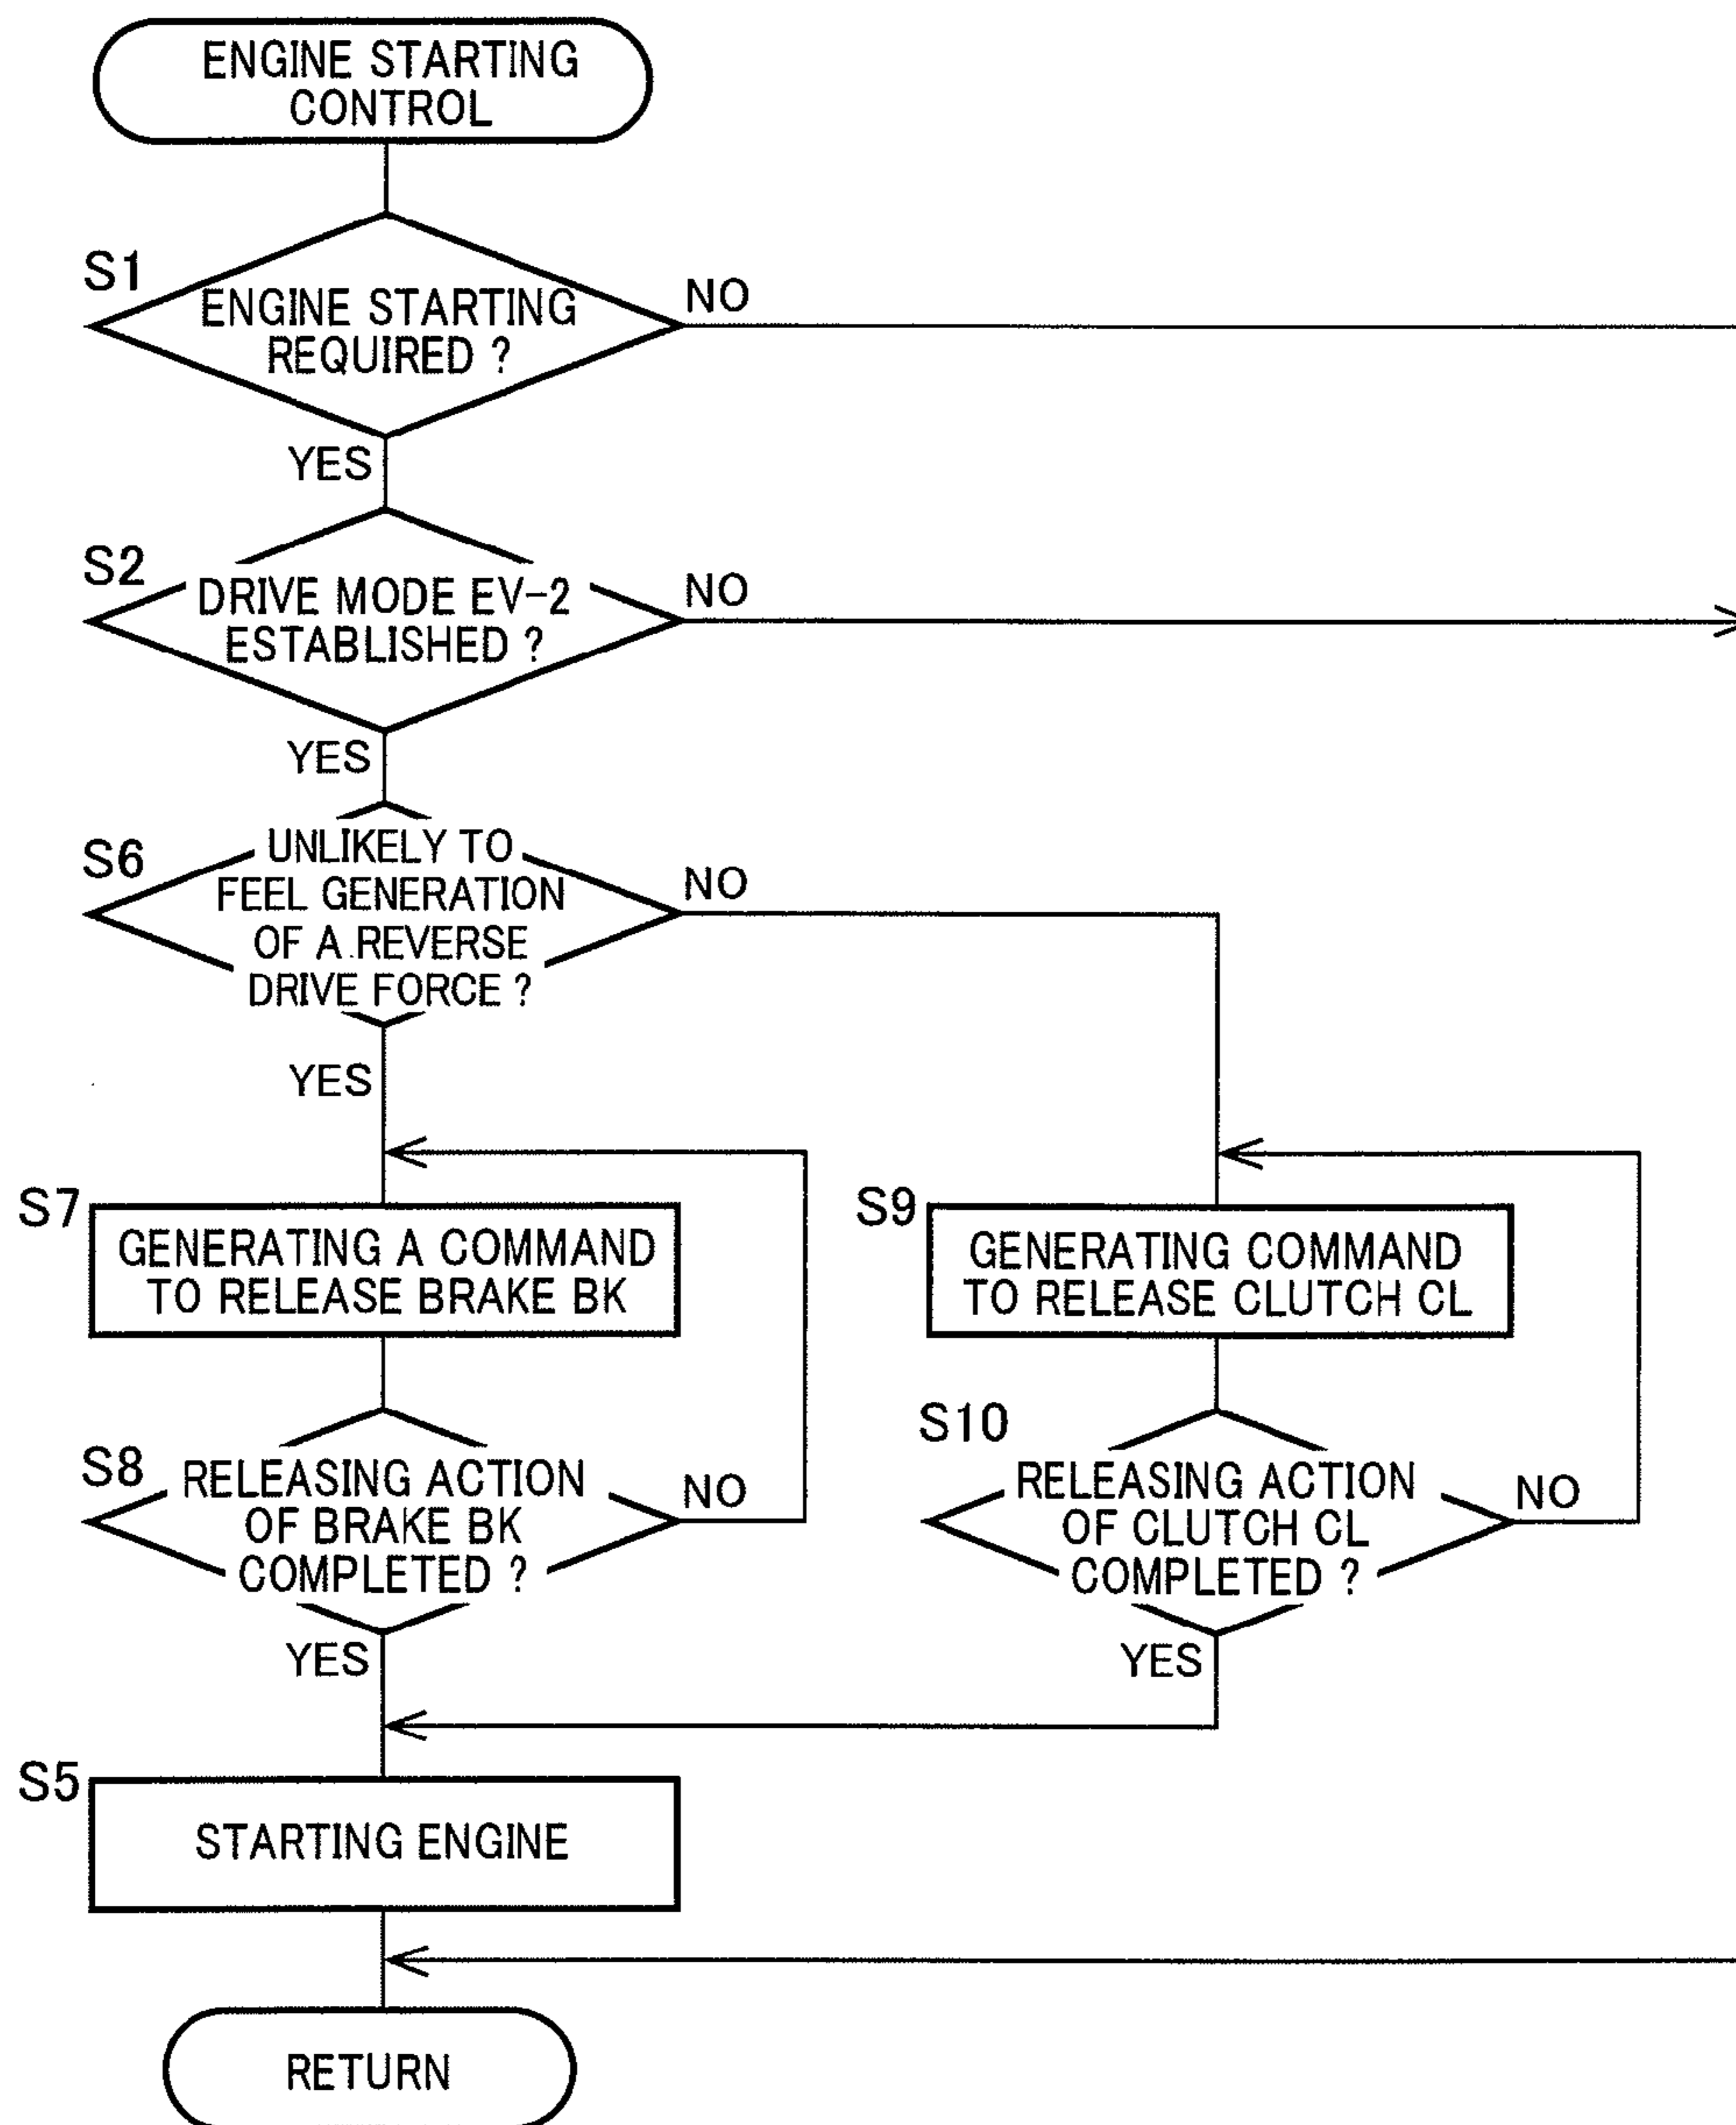 ENGINE STARTING
CONTROL
S1
ENGINE STARTING
REQUIRED ?
NO
YES
S2
DRIVE MODE EV-2
ESTABLISHED ?
NO
YES
S6
UNLIKELY TO
FEEL GENERATION
OF A REVERSE
DRIVE FORCE ?
NO
YES
S7
GENERATING A COMMAND
TO RELEASE BRAKE BK
S9
GENERATING COMMAND
TO RELEASE CLUTCH CL
S8
RELEASING ACTION
OF BRAKE BK
COMPLETED ?
NO
YES
S10
RELEASING ACTION
OF CLUTCH CL
COMPLETED ?
NO
YES
S5
STARTING ENGINE
RETURN